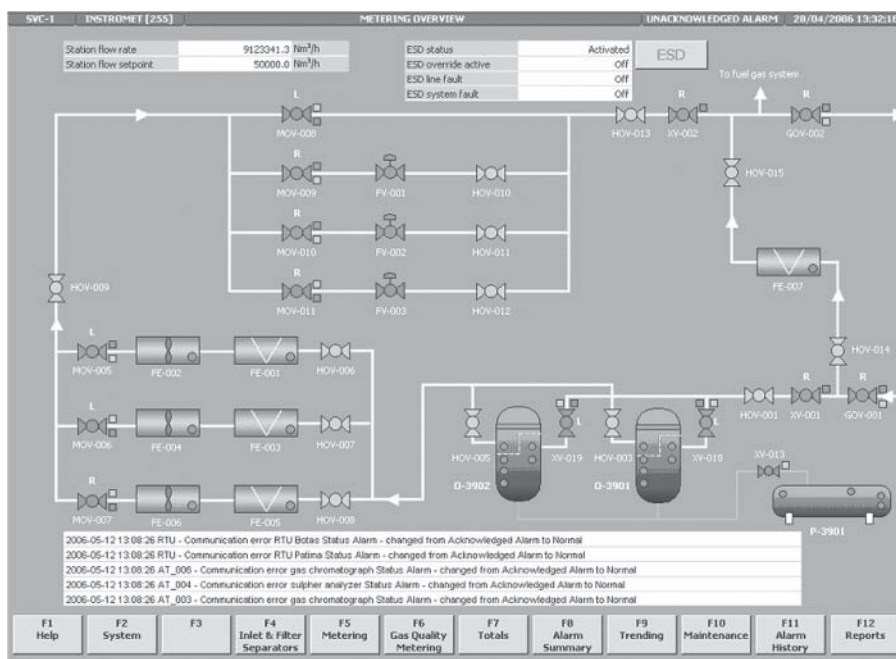 SVC-1 INSTROMET [255] METERING OVERVIEW UNACKNOWLEDGED ALARM 28/04/2006 13:32:16
Station flow rate 9123341.3 Nm³/h
Station flow setpoint 50000.0 Nm³/h
ESD status Activated
ESD override active Off
ESD line fault Off
ESD system fault Off
ESD
To fuel gas system
L R R
MOV-008 HOV-013 XV-002 GOV-002
R
MOV-009 FV-001 HOV-010
HOV-015
R
MOV-010 FV-002 HOV-011
R
MOV-011 FV-003 HOV-012
FE-007
HOV-009
HOV-014
L
MOV-005 FE-002 FE-001 HOV-006
R R
HOV-001 XV-001 GOV-001
L
MOV-006 FE-004 FE-003 HOV-007
L L
HOV-005 XV-019 HOV-003 XV-018 XV-013
R
MOV-007 FE-006 FE-005 HOV-008
Q-3902 Q-3901
P-3901
2006-05-12 13:08:26 RTU - Communication error RTU Botas Status Alarm - changed from Acknowledged Alarm to Normal
2006-05-12 13:08:26 RTU - Communication error RTU Patima Status Alarm - changed from Acknowledged Alarm to Normal
2006-05-12 13:08:26 AT_006 - Communication error gas chromatograph Status Alarm - changed from Acknowledged Alarm to Normal
2006-05-12 13:08:26 AT_004 - Communication error sulpher analyzer Status Alarm - changed from Acknowledged Alarm to Normal
2006-05-12 13:08:26 AT_003 - Communication error gas chromatograph Status Alarm - changed from Acknowledged Alarm to Normal
F1 F2 F3 F4 F5 F6 F7 F8 F9 F10 F11 F12
Help System Inlet & Filter Metering Gas Quality Totals Alarm Trending Maintenance Alarm Reports
Separators Metering Summary History